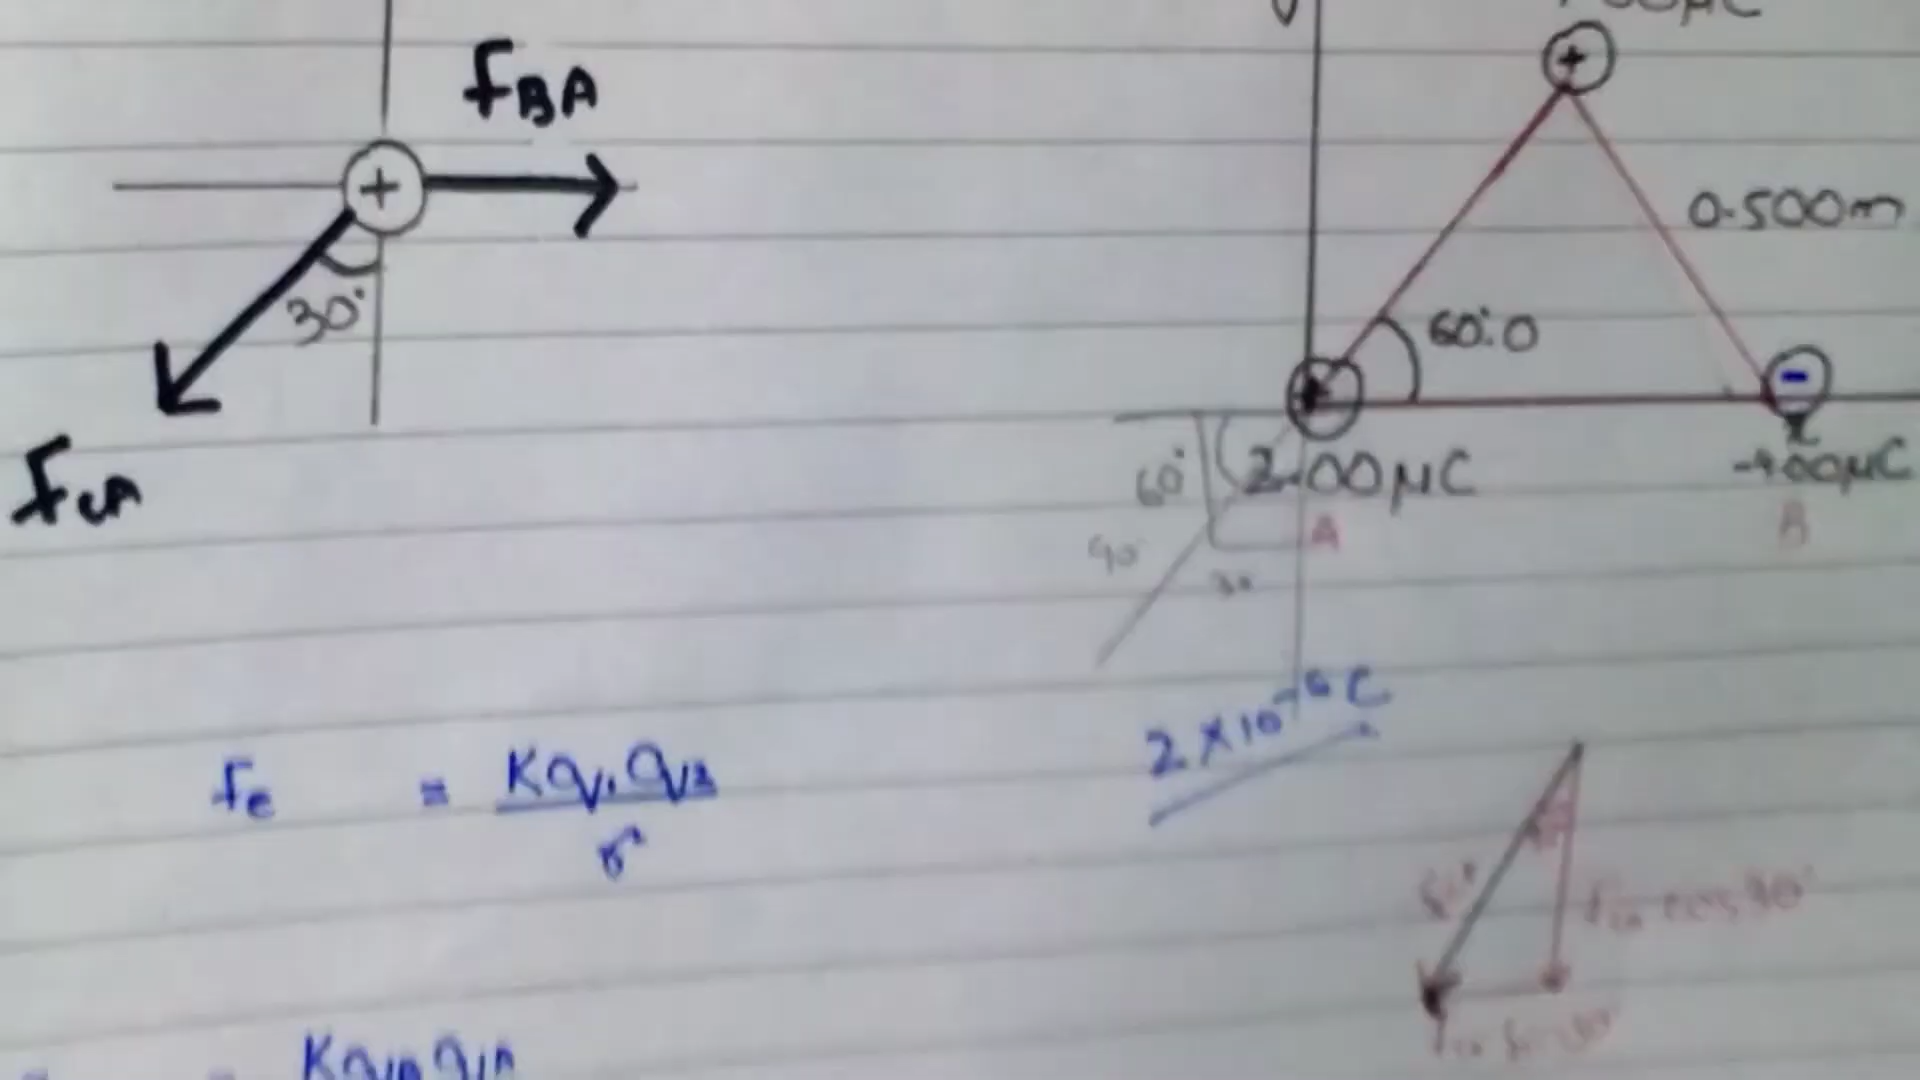 +
fBA
30°
fCA
+
0.500m
60°.0
-
60°
2.00μC
-4.00μC
A
B
90
30
2 × 10⁻⁶ C
fe = Kq₁q₂
r²